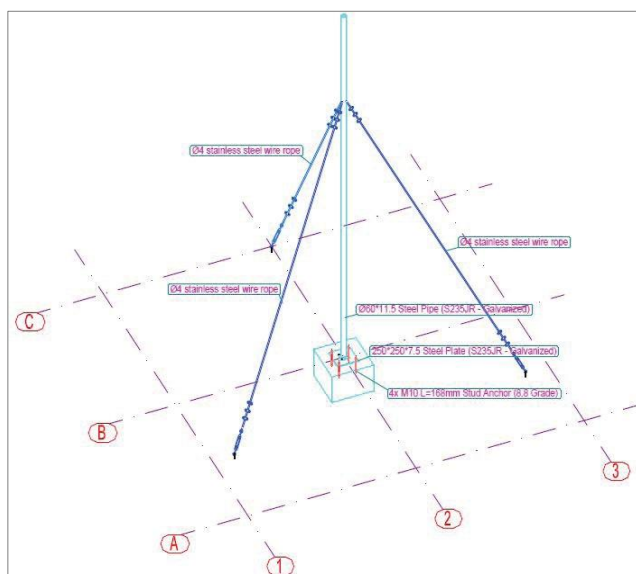 Ø4 stainless steel wire rope
Ø4 stainless steel wire rope
Ø4 stainless steel wire rope
Ø60*11.5 Steel Pipe (S235JR - Galvanized)
C
250*250*7.5 Steel Plate (S235JR - Galvanized)
4x M10 L=168mm Stud Anchor (8.8 Grade)
B
3
2
A
1